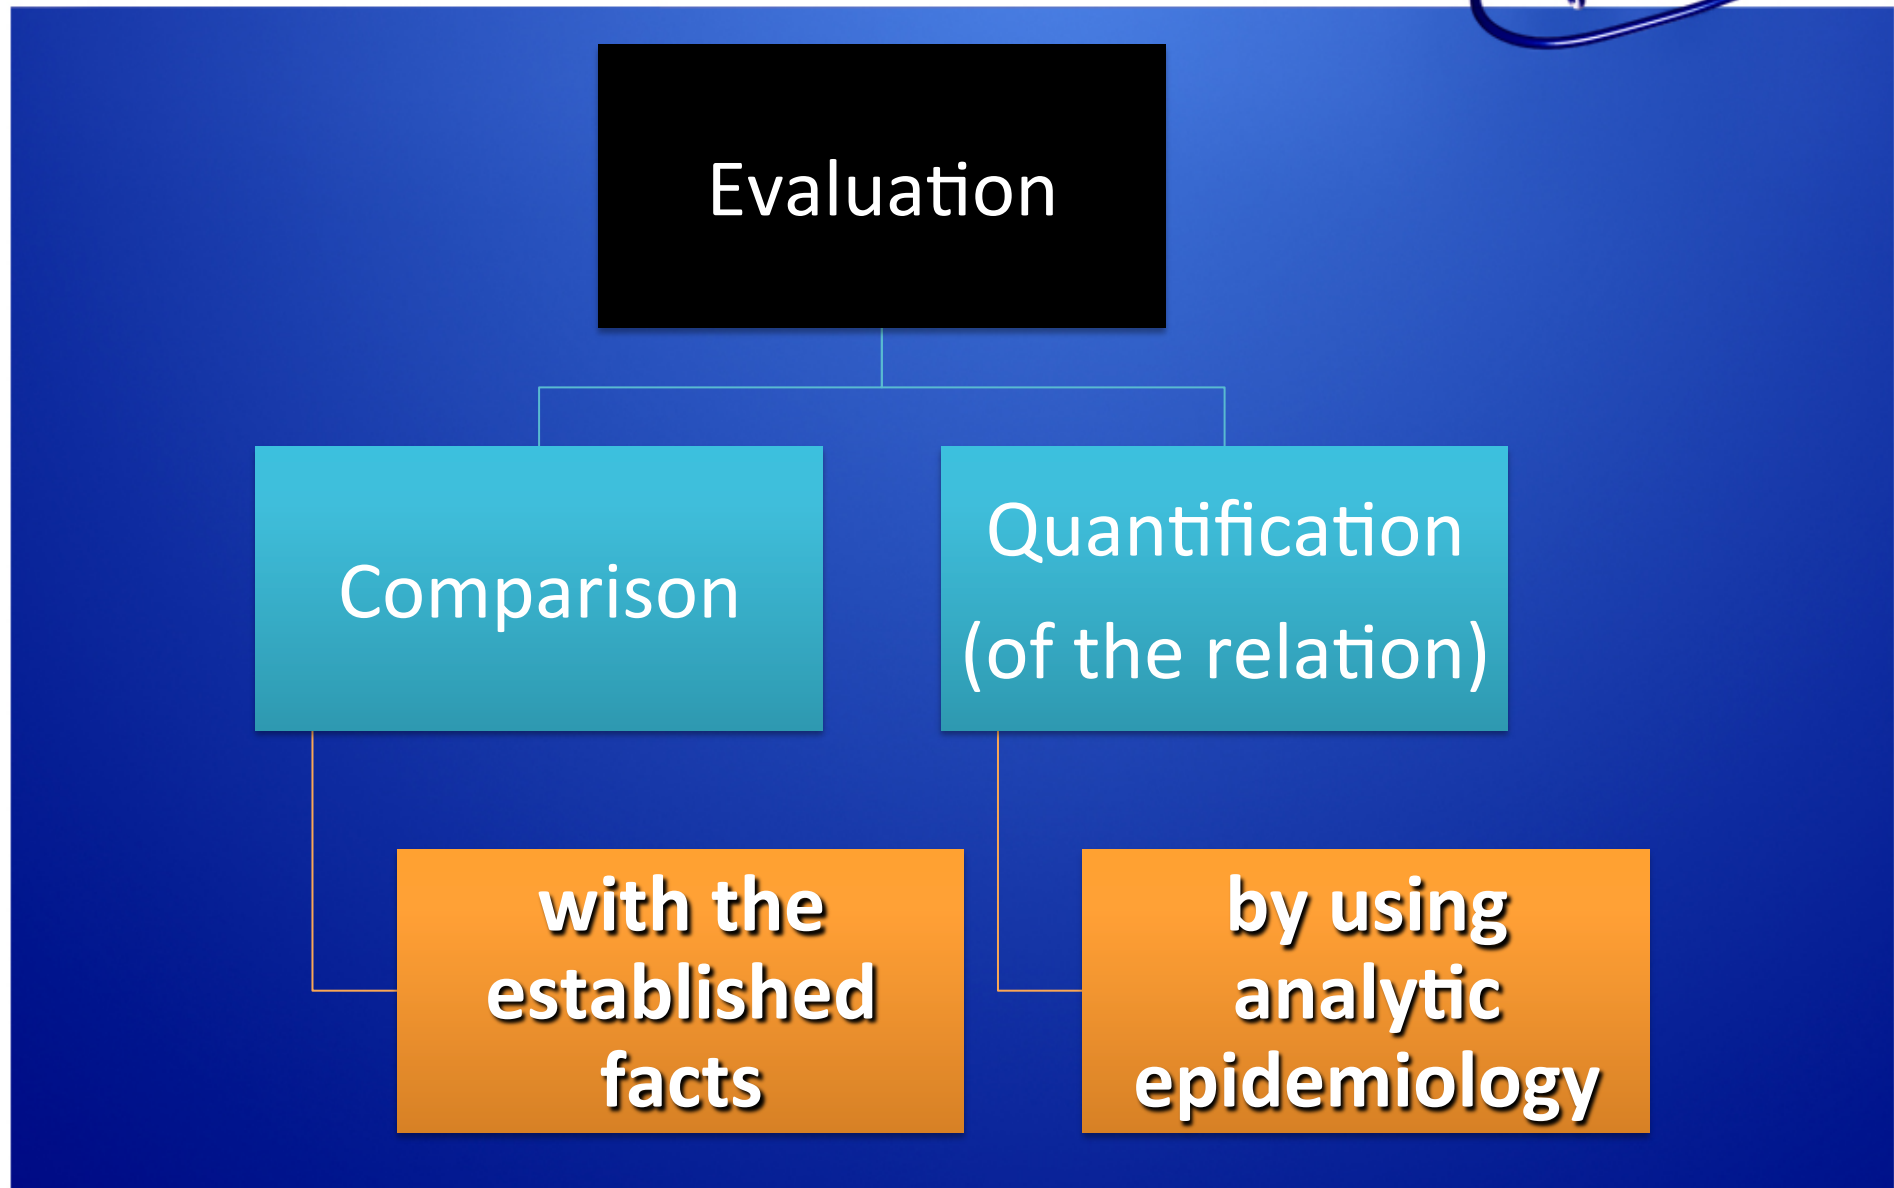 Evaluation
Comparison
Quantification
(of the relation)
with the
established
facts
by using
analytic
epidemiology